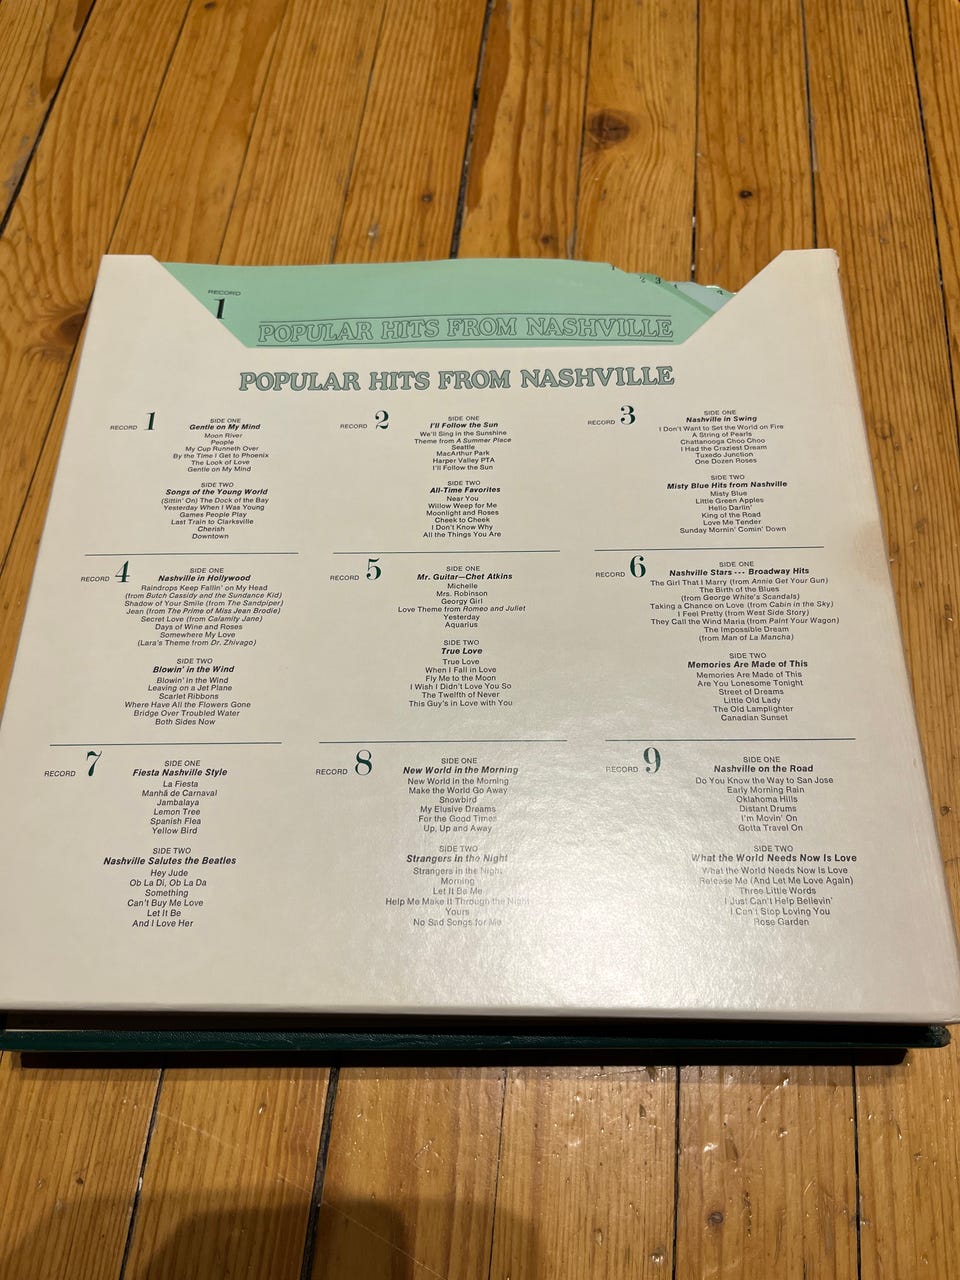 RECORD
1
POPULAR HITS FROM NASHVILLE
1 2 3 4
POPULAR HITS FROM NASHVILLE
RECORD 1
SIDE ONE
Gentle on My Mind
Moon River
People
My Cup Runneth Over
By the Time I Get to Phoenix
The Look of Love
Gentle on My Mind
SIDE TWO
Songs of the Young World
(Sittin' On) The Dock of the Bay
Yesterday When I Was Young
Games People Play
Last Train to Clarksville
Cherish
Downtown
RECORD 2
SIDE ONE
I'll Follow the Sun
We'll Sing in the Sunshine
Theme from A Summer Place
Seattle
MacArthur Park
Harper Valley PTA
I'll Follow the Sun
SIDE TWO
All-Time Favorites
Near You
Willow Weep for Me
Moonlight and Roses
Cheek to Cheek
I Don't Know Why
All the Things You Are
RECORD 3
SIDE ONE
Nashville in Swing
I Don't Want to Set the World on Fire
A String of Pearls
Chattanooga Choo Choo
I Had the Craziest Dream
Tuxedo Junction
One Dozen Roses
SIDE TWO
Misty Blue Hits from Nashville
Misty Blue
Little Green Apples
Hello Darlin'
King of the Road
Love Me Tender
Sunday Mornin' Comin' Down
RECORD 4
SIDE ONE
Nashville in Hollywood
Raindrops Keep Fallin' on My Head
(from Butch Cassidy and the Sundance Kid)
Shadow of Your Smile (from The Sandpiper)
Jean (from The Prime of Miss Jean Brodie)
Secret Love (from Calamity Jane)
Days of Wine and Roses
Somewhere My Love
(Lara's Theme from Dr. Zhivago)
SIDE TWO
Blowin' in the Wind
Blowin' in the Wind
Leaving on a Jet Plane
Scarlet Ribbons
Where Have All the Flowers Gone
Bridge Over Troubled Water
Both Sides Now
RECORD 5
SIDE ONE
Mr. Guitar—Chet Atkins
Michelle
Mrs. Robinson
Georgy Girl
Love Theme from Romeo and Juliet
Yesterday
Aquarius
SIDE TWO
True Love
True Love
When I Fall in Love
Fly Me to the Moon
I Wish I Didn't Love You So
The Twelfth of Never
This Guy's in Love with You
RECORD 6
SIDE ONE
Nashville Stars --- Broadway Hits
The Girl That I Marry (from Annie Get Your Gun)
The Birth of the Blues
(from George White's Scandals)
Taking a Chance on Love (from Cabin in the Sky)
I Feel Pretty (from West Side Story)
They Call the Wind Maria (from Paint Your Wagon)
The Impossible Dream
(from Man of La Mancha)
SIDE TWO
Memories Are Made of This
Memories Are Made of This
Are You Lonesome Tonight
Street of Dreams
Little Old Lady
The Old Lamplighter
Canadian Sunset
RECORD 7
SIDE ONE
Fiesta Nashville Style
La Fiesta
Manhã de Carnaval
Jambalaya
Lemon Tree
Spanish Flea
Yellow Bird
SIDE TWO
Nashville Salutes the Beatles
Hey Jude
Ob La Di, Ob La Da
Something
Can't Buy Me Love
Let It Be
And I Love Her
RECORD 8
SIDE ONE
New World in the Morning
New World in the Morning
Make the World Go Away
Snowbird
My Elusive Dreams
For the Good Times
Up, Up and Away
SIDE TWO
Strangers in the Night
Strangers in the Night
Morning
Let It Be Me
Help Me Make It Through the Night
Yours
No Sad Songs for Me
RECORD 9
SIDE ONE
Nashville on the Road
Do You Know the Way to San Jose
Early Morning Rain
Oklahoma Hills
Distant Drums
I'm Movin' On
Gotta Travel On
SIDE TWO
What the World Needs Now Is Love
What the World Needs Now Is Love
Release Me (And Let Me Love Again)
Three Little Words
I Just Can't Help Believin'
I Can't Stop Loving You
Rose Garden